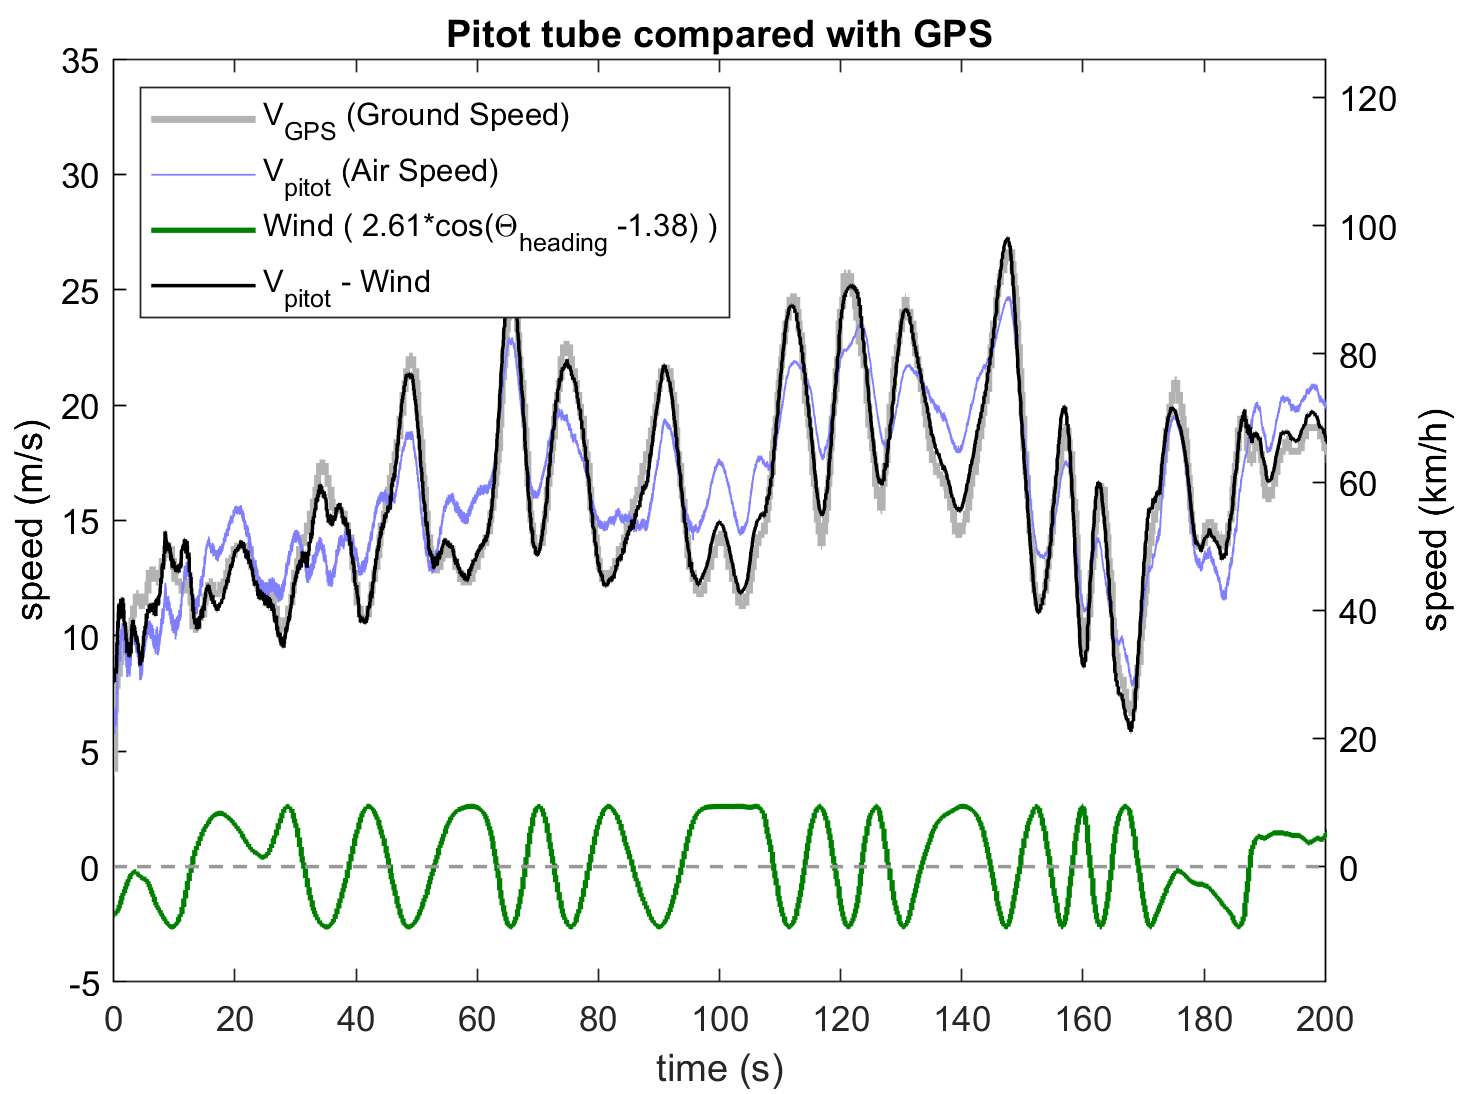 Pitot tube compared with GPS
V_GPS (Ground Speed)
V_pitot (Air Speed)
Wind ( 2.61*cos(Θ_heading -1.38) )
V_pitot - Wind
speed (m/s)
35
30
25
20
15
10
5
0
-5
120
100
80
60
40
20
0
speed (km/h)
0 20 40 60 80 100 120 140 160 180 200
time (s)